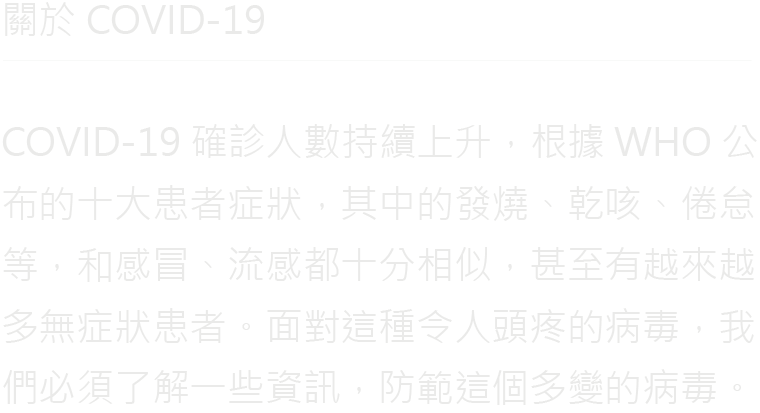 關於 COVID-19
COVID-19 確診人數持續上升，根據 WHO 公
布的十大患者症狀，其中的發燒、乾咳、倦怠
等，和感冒、流感都十分相似，甚至有越來越
多無症狀患者。面對這種令人頭疼的病毒，我
們必須了解一些資訊，防範這個多變的病毒。